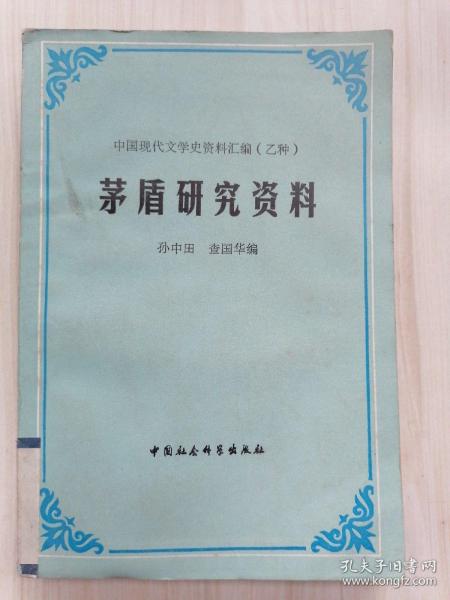 中国现代文学史资料汇编(乙种)
茅盾研究资料
孙中田 查国华编
中国社会科学出版社
孔夫子旧书网
www.kongfz.com